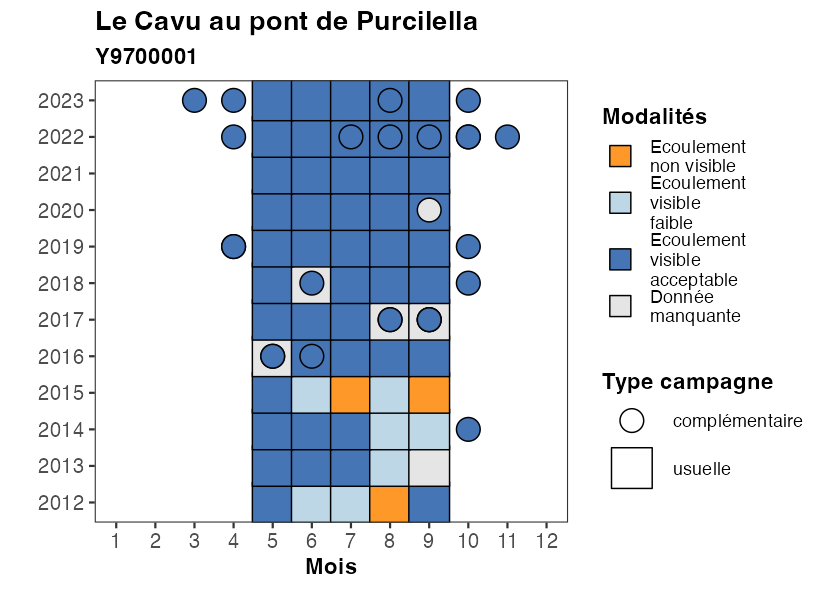 Le Cavu au pont de Purcilella
Y9700001
2023
2022
2021
2020
2019
2018
2017
2016
2015
2014
2013
2012
1 2 3 4 5 6 7 8 9 10 11 12
Mois
Modalités
Ecoulement
non visible
Ecoulement
visible
faible
Ecoulement
visible
acceptable
Donnée
manquante
Type campagne
complémentaire
usuelle